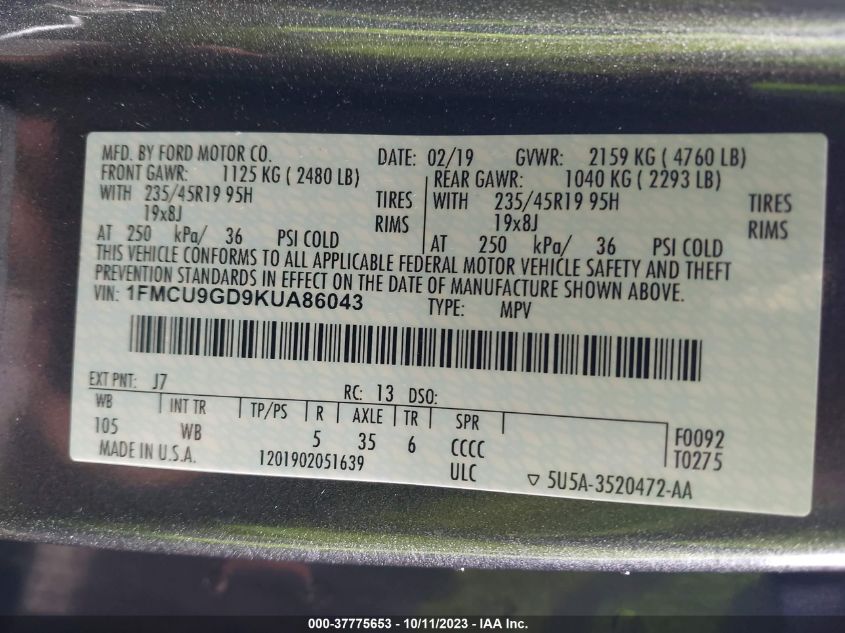 MFD. BY FORD MOTOR CO. DATE: 02/19 GVWR: 2159 KG ( 4760 LB)
FRONT GAWR: 1125 KG ( 2480 LB) REAR GAWR: 1040 KG ( 2293 LB)
WITH 235/45R19 95H TIRES WITH 235/45R19 95H TIRES
19x8J RIMS 19x8J RIMS
AT 250 kPa/ 36 PSI COLD AT 250 kPa/ 36 PSI COLD
THIS VEHICLE CONFORMS TO ALL APPLICABLE FEDERAL MOTOR VEHICLE SAFETY AND THEFT
PREVENTION STANDARDS IN EFFECT ON THE DATE OF MANUFACTURE SHOWN ABOVE.
VIN: 1FMCU9GD9KUA86043 TYPE: MPV
EXT PNT: J7 RC: 13 DSO:
WB INT TR TP/PS R AXLE TR SPR
105 WB 5 35 6 CCCC F0092
MADE IN U.S.A. 1201902051639 ULC T0275
5U5A-3520472-AA
000-37775653 - 10/11/2023 - IAA Inc.